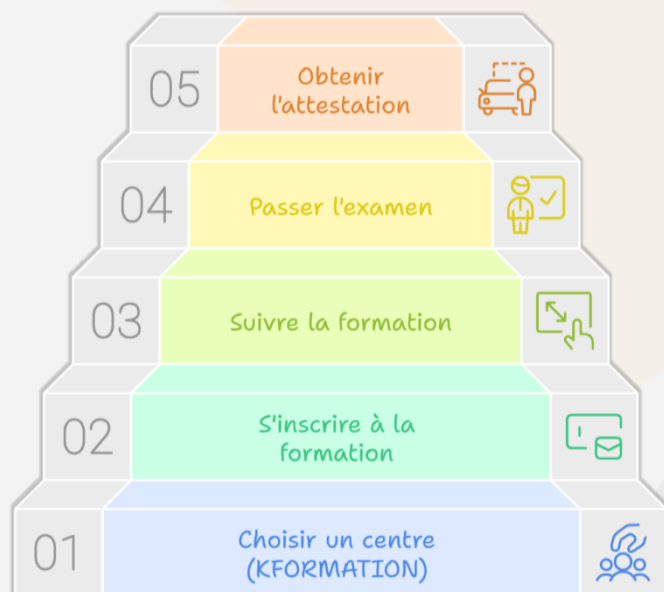 05
Obtenir
l'attestation
04
Passer l'examen
03
Suivre la formation
02
S'inscrire à la
formation
01
Choisir un centre
(KFORMATION)